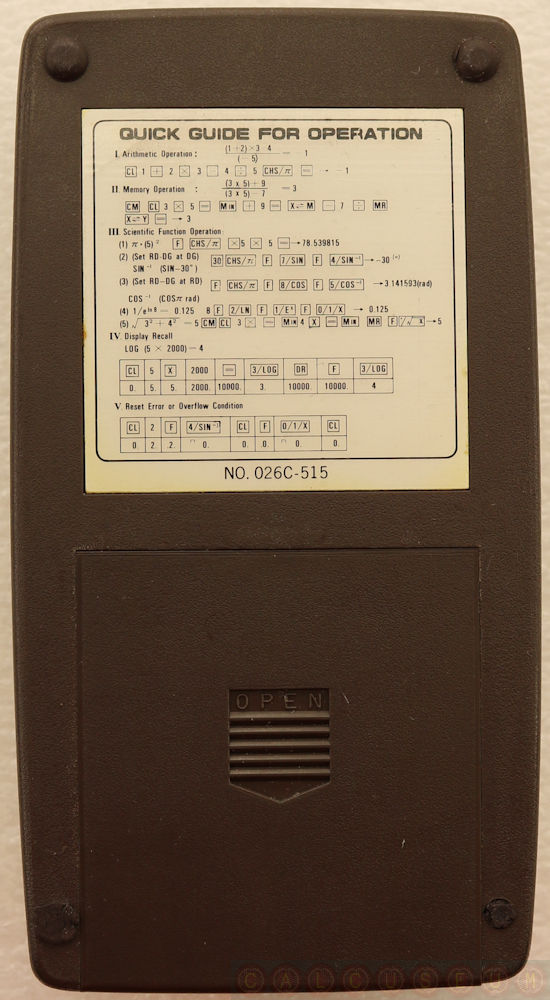 QUICK GUIDE FOR OPERATION
I. Arithmetic Operation : (1+2)×3-4 / (-5) = -1
CL 1 + 2 × 3 - 4 ÷ 5 CHS/π = → -1
II. Memory Operation : (3 x 5) + 9 / (3 x 5) - 7 = 3
CM CL 3 × 5 = MIN + 9 = X⇌M - 7 ÷ MR
X⇌Y = → 3
III. Scientific Function Operation:
(1) π·(5)² F CHS/π × 5 × 5 = → 78.539815
(2) (Set RD-DG at DG) 30 CHS/π F 7/SIN F 4/SIN⁻¹ → -30 (°)
SIN⁻¹ (SIN-30°)
(3) (Set RD-DG at RD) F CHS/π F 8/COS F 5/COS⁻¹ → 3.141593(rad)
COS⁻¹ (COSπ rad)
(4) 1/e^ln 8 = 0.125 8 F 2/LN F 1/E^X F 0/1/X → 0.125
(5) √3² + 4² = 5 CM CL 3 × = MIN 4 X = MIN MR F √X → 5
IV. Display Recall
LOG (5 × 2000) = 4
CL 5 X 2000 = 3/LOG DR F 3/LOG
0. 5. 5. 2000. 10000. 3. 10000. 10000. 4
V. Reset Error or Overflow Condition
CL 2 F 4/SIN⁻¹ CL F 0/1/X CL
0. 2. 2. ⊓ 0. 0. 0. ⊓ 0. 0.
NO. 026C-515
OPEN
CALCUSEUM